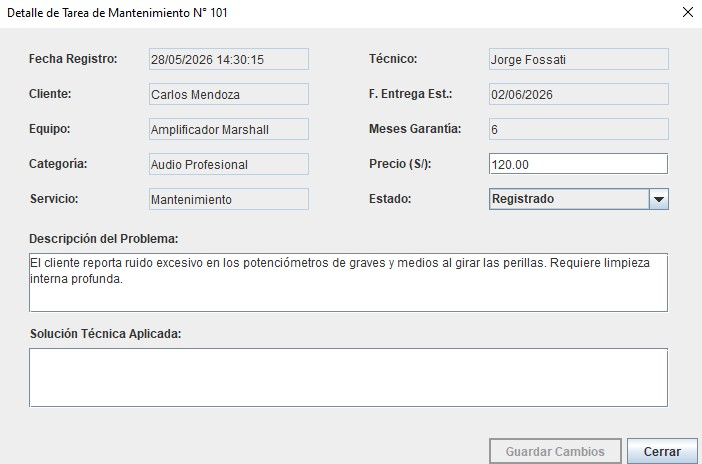 Detalle de Tarea de Mantenimiento N° 101
Fecha Registro: 28/05/2026 14:30:15 Técnico: Jorge Fossati
Cliente: Carlos Mendoza F. Entrega Est.: 02/06/2026
Equipo: Amplificador Marshall Meses Garantía: 6
Categoría: Audio Profesional Precio (S/): 120.00
Servicio: Mantenimiento Estado: Registrado
Descripción del Problema:
El cliente reporta ruido excesivo en los potenciómetros de graves y medios al girar las perillas. Requiere limpieza
interna profunda.
Solución Técnica Aplicada:
Guardar Cambios Cerrar